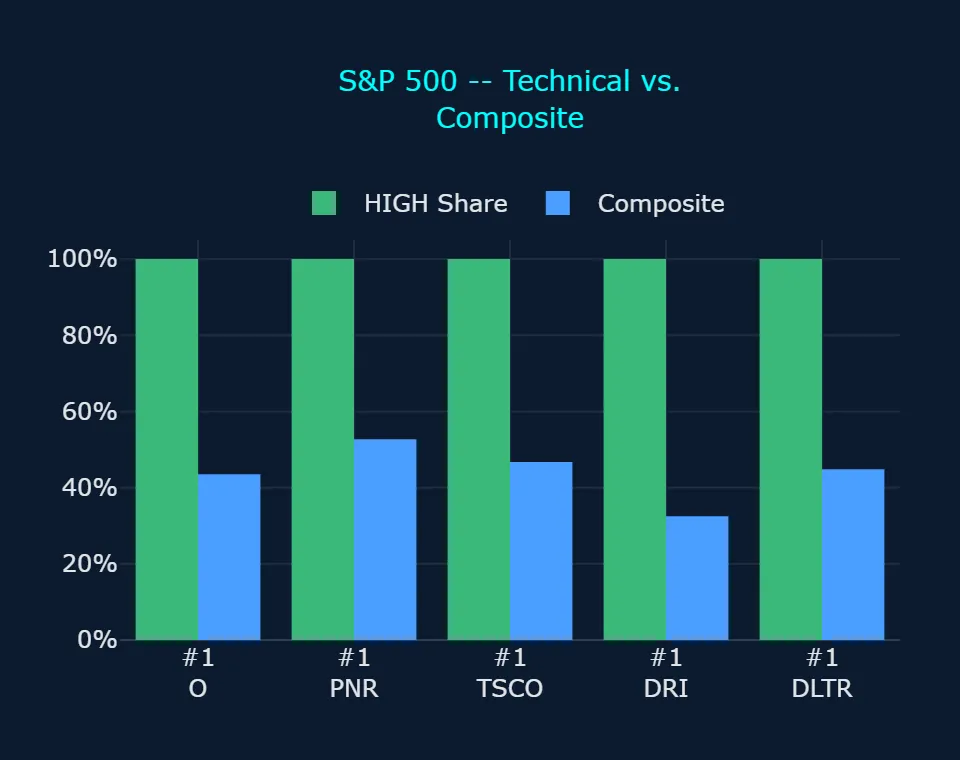 S&P 500 -- Technical vs.
Composite
HIGH Share
Composite
100%
80%
60%
40%
20%
0%
#1 #1 #1 #1 #1
O PNR TSCO DRI DLTR